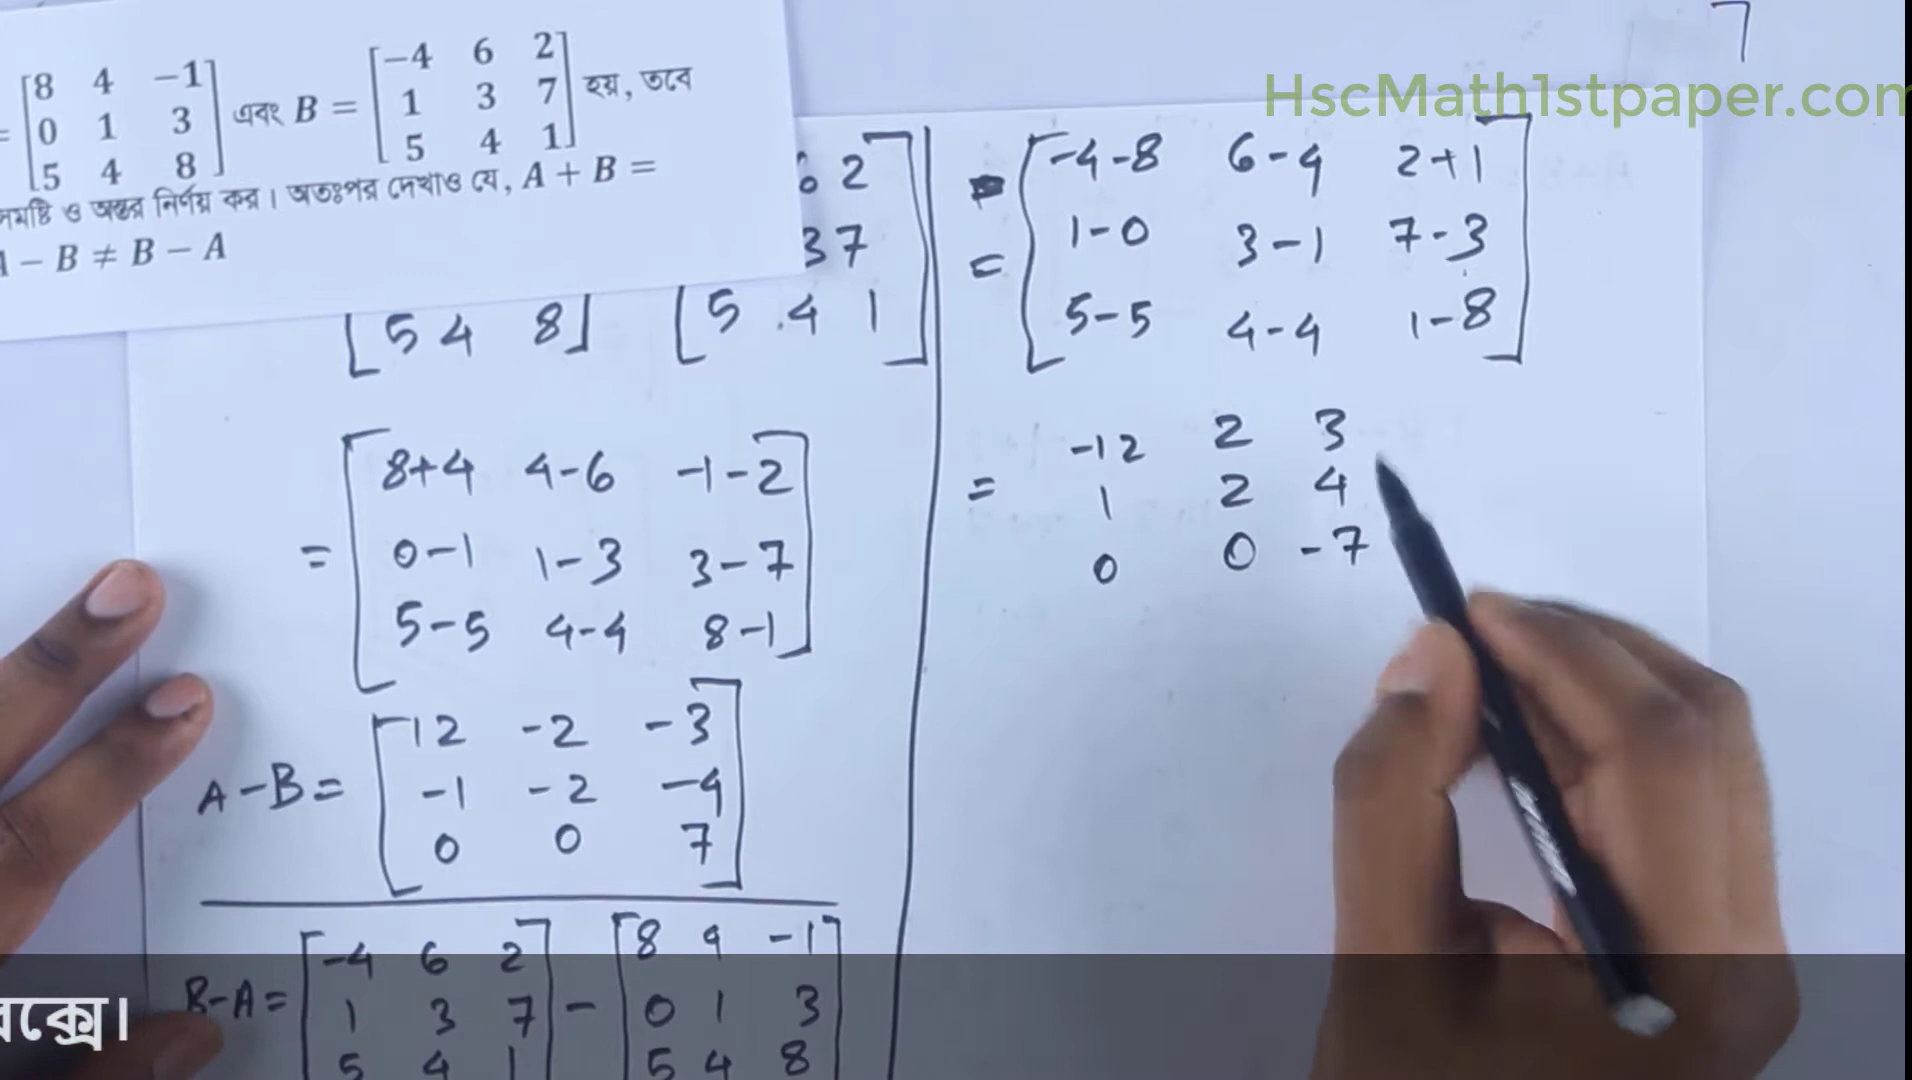 = [8 4 -1
0 1 3
5 4 8] এবং B = [-4 6 2
1 3 7
5 4 1] হয়, তবে
সমষ্টি ও অন্তর নির্ণয় কর। অতঃপর দেখাও যে, A + B =
A - B ≠ B - A
7
HscMath1stpaper.com
6 2
3 7
[5 4 8] [5 4 1]
= [8+4 4-6 -1-2
0-1 1-3 3-7
5-5 4-4 8-1]
A-B = [12 -2 -3
-1 -2 -4
0 0 7]
B-A = [-4 6 2
1 3 7
5 4 1] - [8 4 -1
0 1 3
5 4 8]
= [-4-8 6-4 2+1
1-0 3-1 7-3
5-5 4-4 1-8]
= -12 2 3
1 2 4
0 0 -7